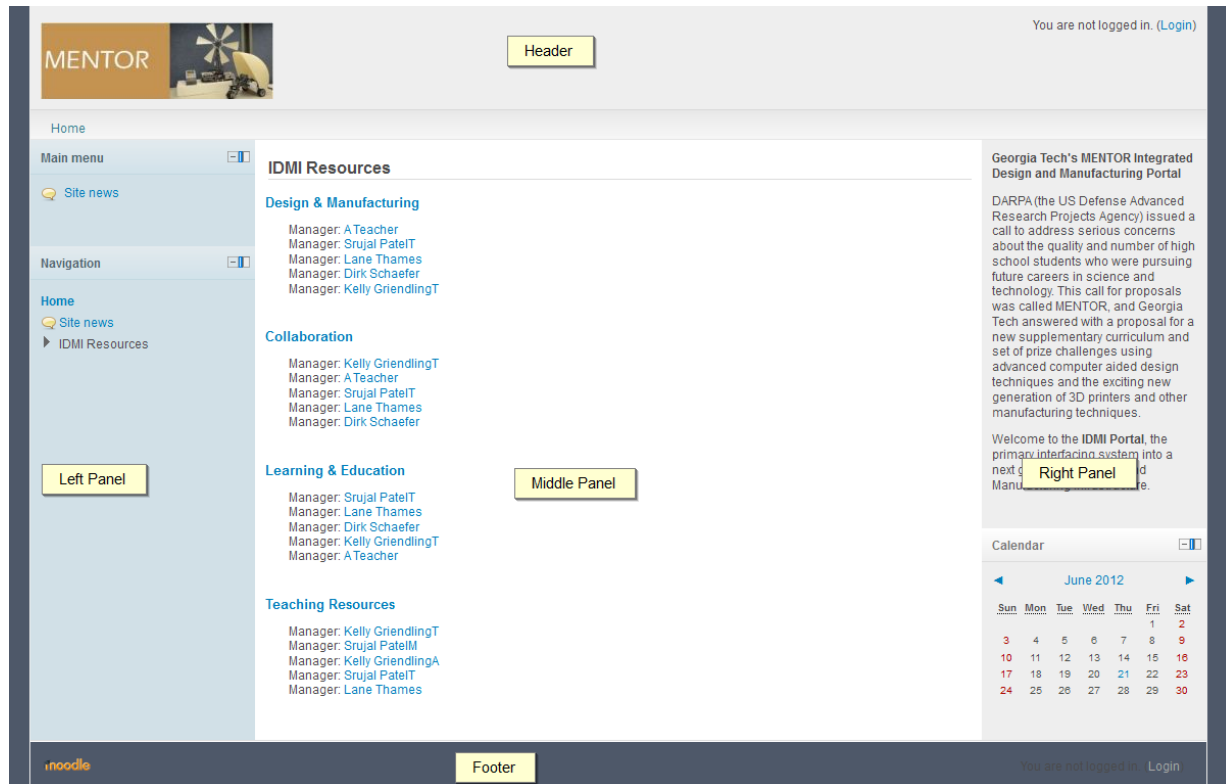 MENTOR
Header
You are not logged in. (Login)
Home
Main menu
Site news
Navigation
Home
Site news
IDMI Resources
Left Panel
IDMI Resources
Design & Manufacturing
Manager: A Teacher
Manager: Srujal PatelT
Manager: Lane Thames
Manager: Dirk Schaefer
Manager: Kelly GriendlingT
Collaboration
Manager: Kelly GriendlingT
Manager: A Teacher
Manager: Srujal PatelT
Manager: Lane Thames
Manager: Dirk Schaefer
Learning & Education
Middle Panel
Manager: Srujal PatelT
Manager: Lane Thames
Manager: Dirk Schaefer
Manager: Kelly GriendlingT
Manager: A Teacher
Teaching Resources
Manager: Kelly GriendlingT
Manager: Srujal PatelM
Manager: Kelly GriendlingA
Manager: Srujal PatelT
Manager: Lane Thames
Georgia Tech's MENTOR Integrated
Design and Manufacturing Portal
DARPA (the US Defense Advanced
Research Projects Agency) issued a
call to address serious concerns
about the quality and number of high
school students who were pursuing
future careers in science and
technology. This call for proposals
was called MENTOR, and Georgia
Tech answered with a proposal for a
new supplementary curriculum and
set of prize challenges using
advanced computer aided design
techniques and the exciting new
generation of 3D printers and other
manufacturing techniques.
Welcome to the IDMI Portal, the
primary interfacing system into a
next
Right Panel
Calendar
June 2012
Sun Mon Tue Wed Thu Fri Sat
1 2
3 4 5 6 7 8 9
10 11 12 13 14 15 16
17 18 19 20 21 22 23
24 25 26 27 28 29 30
moodle
Footer
You are not logged in. (Login